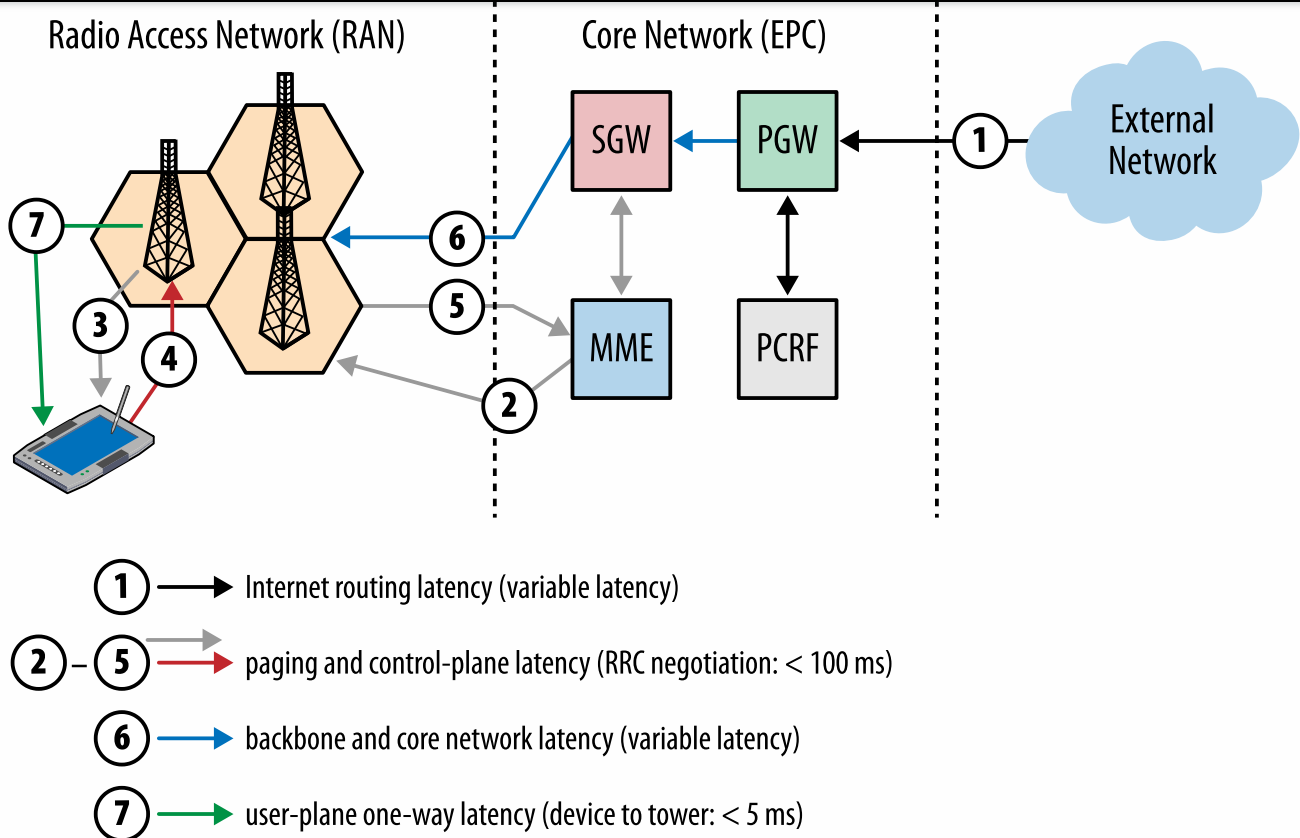 Radio Access Network (RAN)
Core Network (EPC)
SGW
PGW
1
External
Network
7
6
3
5
4
MME
PCRF
2
1 Internet routing latency (variable latency)
2 – 5 paging and control-plane latency (RRC negotiation: < 100 ms)
6 backbone and core network latency (variable latency)
7 user-plane one-way latency (device to tower: < 5 ms)